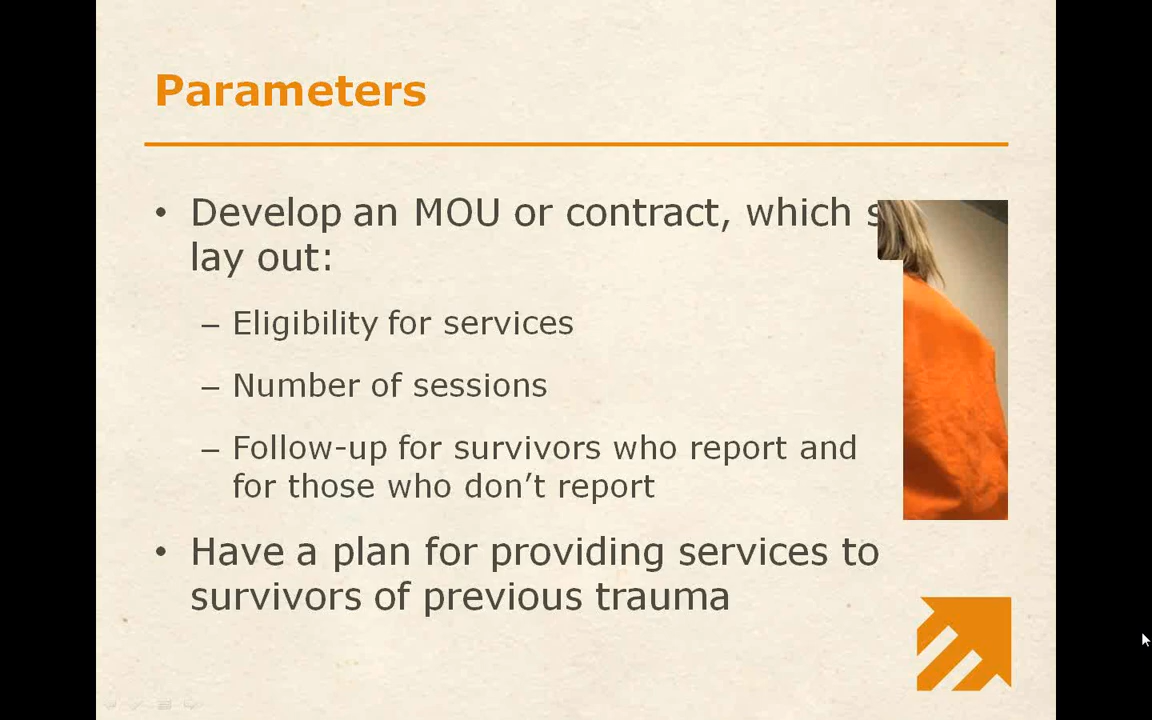 Parameters
• Develop an MOU or contract, which
lay out:
– Eligibility for services
– Number of sessions
– Follow-up for survivors who report and
for those who don’t report
• Have a plan for providing services to
survivors of previous trauma